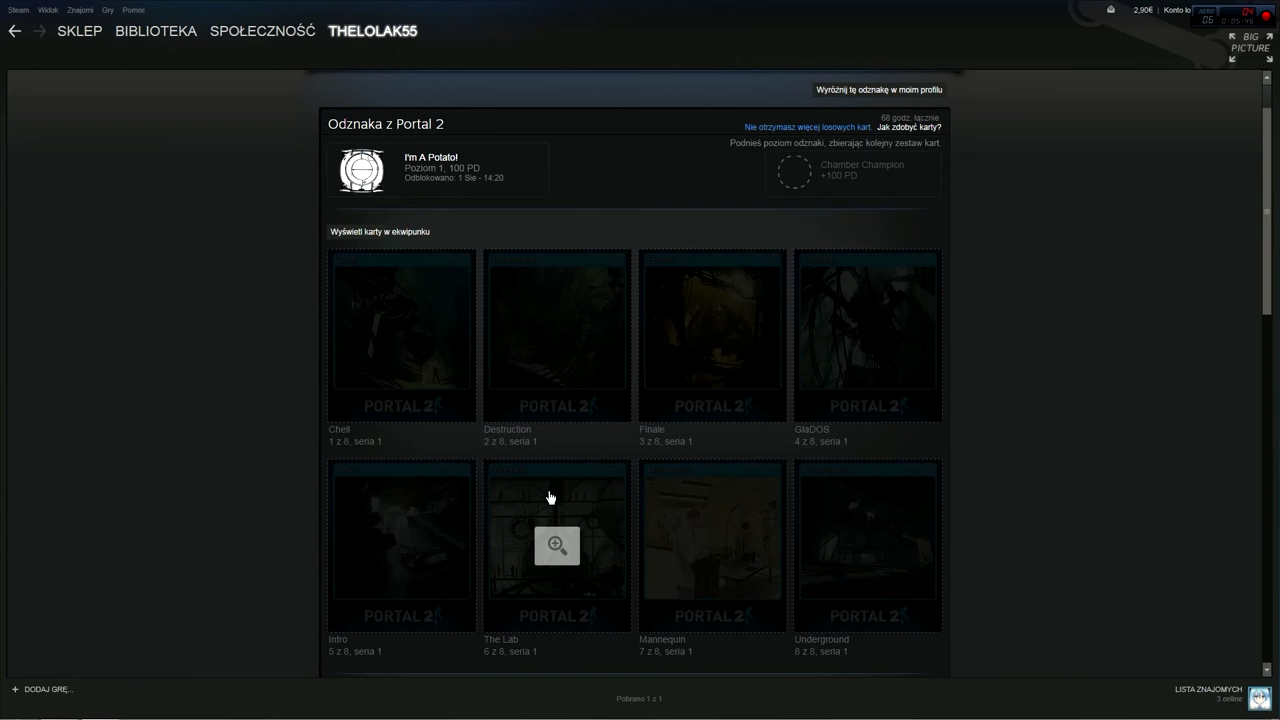 Steam Widok Znajomi Gry Pomoc
2,90€ Konto
SKLEP BIBLIOTEKA SPOŁECZNOŚĆ THELOLAK55
BIG
PICTURE
Wyróżnij tę odznakę w moim profilu
Odznaka z Portal 2
68 godz. łącznie
Nie otrzymasz więcej losowych kart. Jak zdobyć karty?
Podnieś poziom odznaki, zbierając kolejny zestaw kart.
I'm A Potato!
Poziom 1, 100 PD
Odblokowano: 1 Sie - 14:20
Chamber Champion
+100 PD
Wyświetl karty w ekwipunku
PORTAL 2 PORTAL 2 PORTAL 2 PORTAL 2
Chell Destruction Finale GlaDOS
1 z 8, seria 1 2 z 8, seria 1 3 z 8, seria 1 4 z 8, seria 1
PORTAL 2 PORTAL 2 PORTAL 2 PORTAL 2
Intro The Lab Mannequin Underground
5 z 8, seria 1 6 z 8, seria 1 7 z 8, seria 1 8 z 8, seria 1
+ DODAJ GRĘ...
Pobrano 1 z 1
LISTA ZNAJOMYCH
3 online